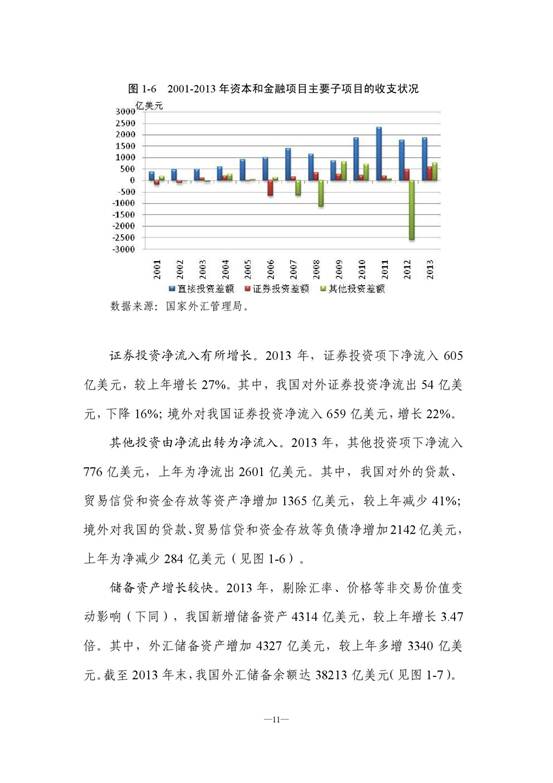 图 1-6 2001-2013 年资本和金融项目主要子项目的收支状况
亿美元
3000
2500
2000
1500
1000
500
0
-500
-1000
-1500
-2000
-2500
-3000
2001 2002 2003 2004 2005 2006 2007 2008 2009 2010 2011 2012 2013
直接投资差额 证券投资差额 其他投资差额
数据来源：国家外汇管理局。
证券投资净流入有所增长。2013 年，证券投资项下净流入 605
亿美元，较上年增长 27%。其中，我国对外证券投资净流出 54 亿美
元，下降 16%；境外对我国证券投资净流入 659 亿美元，增长 22%。
其他投资由净流出转为净流入。2013 年，其他投资项下净流入
776 亿美元，上年为净流出 2601 亿美元。其中，我国对外的贷款、
贸易信贷和资金存放等资产净增加 1365 亿美元，较上年减少 41%；
境外对我国的贷款、贸易信贷和资金存放等负债净增加 2142 亿美元，
上年为净减少 284 亿美元（见图 1-6）。
储备资产增长较快。2013 年，剔除汇率、价格等非交易价值变
动影响（下同），我国新增储备资产 4314 亿美元，较上年增长 3.47
倍。其中，外汇储备资产增加 4327 亿美元，较上年多增 3340 亿美
元。截至 2013 年末，我国外汇储备余额达 38213 亿美元（见图 1-7）。
—11—